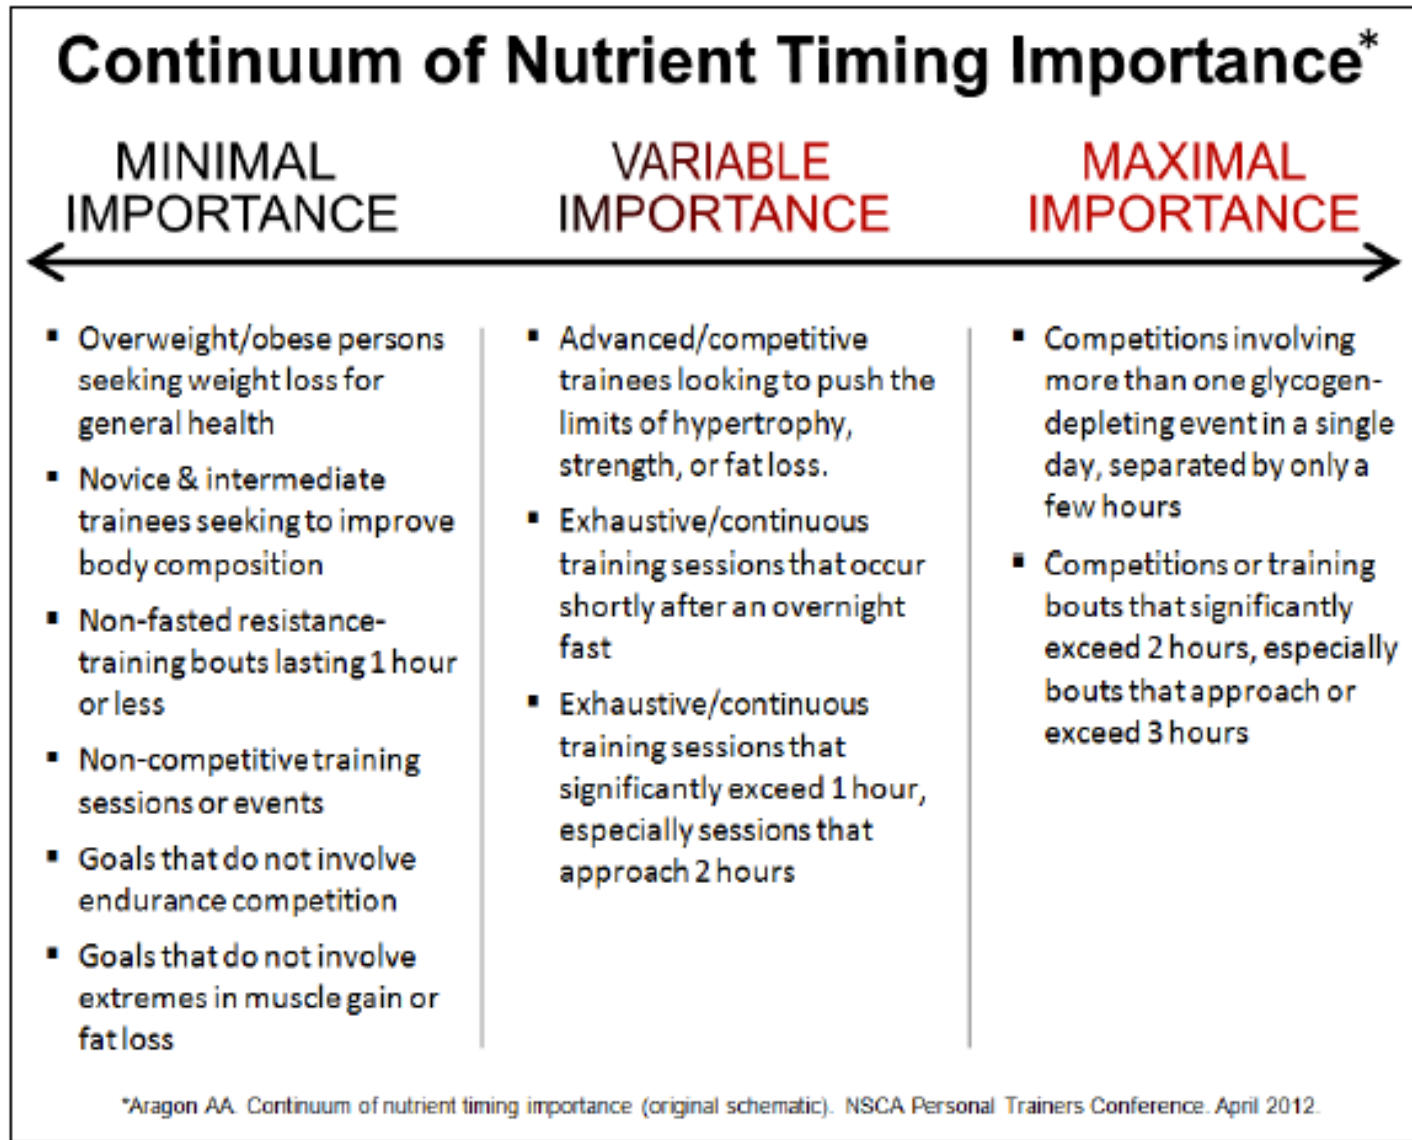 Continuum of Nutrient Timing Importance*
MINIMAL
IMPORTANCE
VARIABLE
IMPORTANCE
MAXIMAL
IMPORTANCE
▪ Overweight/obese persons
seeking weight loss for
general health
▪ Novice & intermediate
trainees seeking to improve
body composition
▪ Non-fasted resistance-
training bouts lasting 1 hour
or less
▪ Non-competitive training
sessions or events
▪ Goals that do not involve
endurance competition
▪ Goals that do not involve
extremes in muscle gain or
fat loss
▪ Advanced/competitive
trainees looking to push the
limits of hypertrophy,
strength, or fat loss.
▪ Exhaustive/continuous
training sessions that occur
shortly after an overnight
fast
▪ Exhaustive/continuous
training sessions that
significantly exceed 1 hour,
especially sessions that
approach 2 hours
▪ Competitions involving
more than one glycogen-
depleting event in a single
day, separated by only a
few hours
▪ Competitions or training
bouts that significantly
exceed 2 hours, especially
bouts that approach or
exceed 3 hours
*Aragon AA. Continuum of nutrient timing importance (original schematic). NSCA Personal Trainers Conference. April 2012.